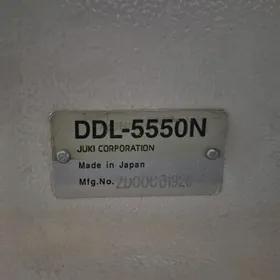 DDL-5550N
JUKI CORPORATION
Made in Japan
Mfg.No.